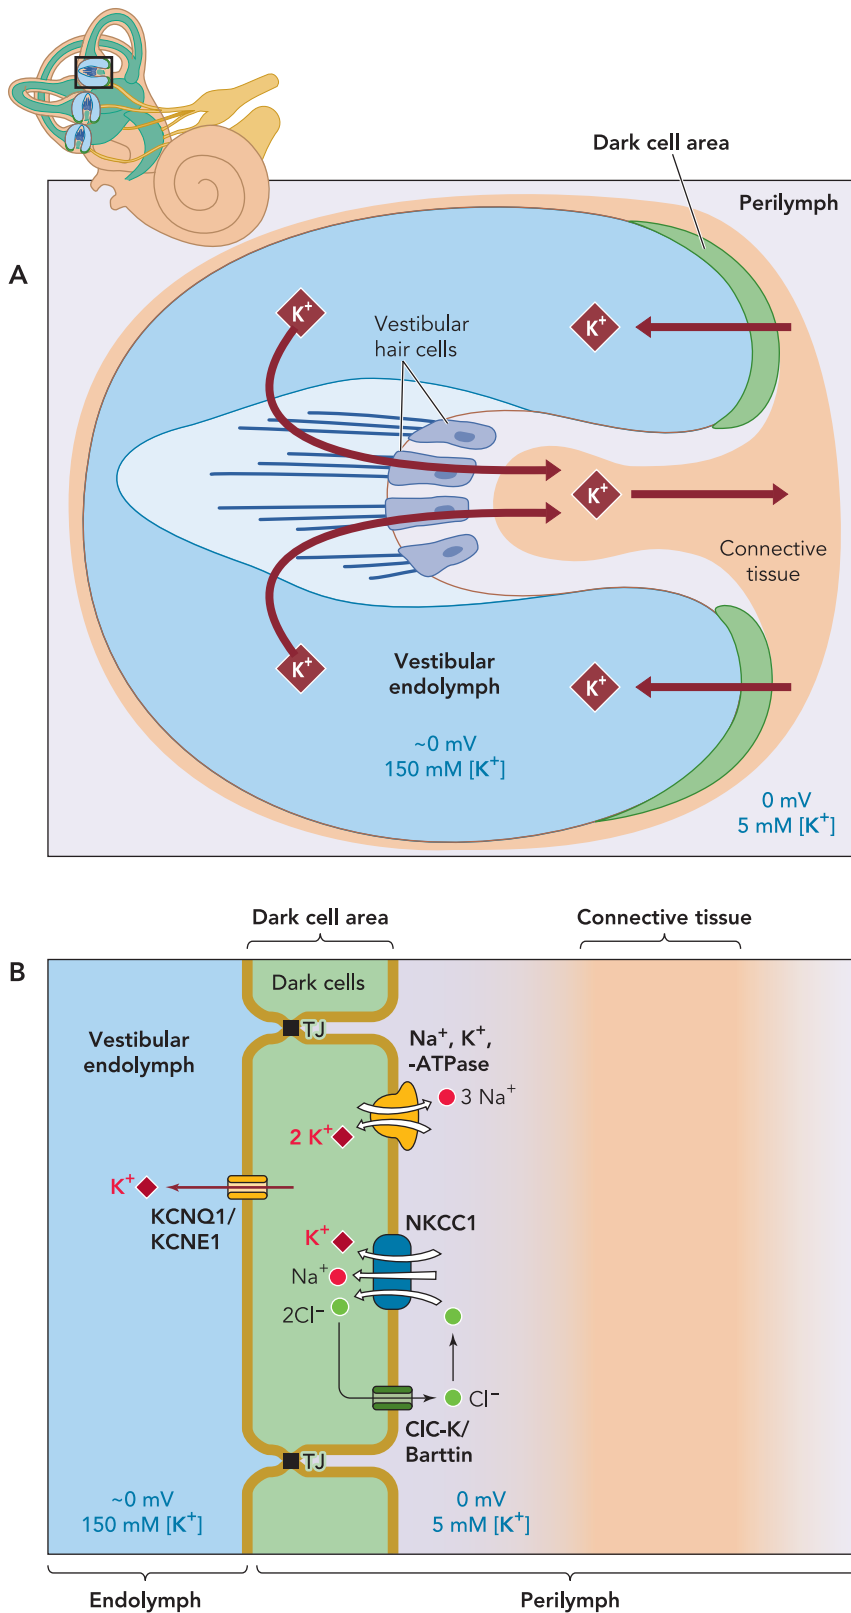 Dark cell area
Perilymph
A
K⁺
K⁺
Vestibular
hair cells
K⁺
Connective
tissue
K⁺
K⁺
Vestibular
endolymph
~0 mV
150 mM [K⁺]
0 mV
5 mM [K⁺]
Dark cell area
Connective tissue
B
Dark cells
TJ
Vestibular
endolymph
Na⁺, K⁺,
-ATPase
3 Na⁺
2 K⁺
K⁺
KCNQ1/
KCNE1
NKCC1
K⁺
Na⁺
2Cl⁻
Cl⁻
ClC-K/
Barttin
TJ
~0 mV
150 mM [K⁺]
0 mV
5 mM [K⁺]
Endolymph
Perilymph